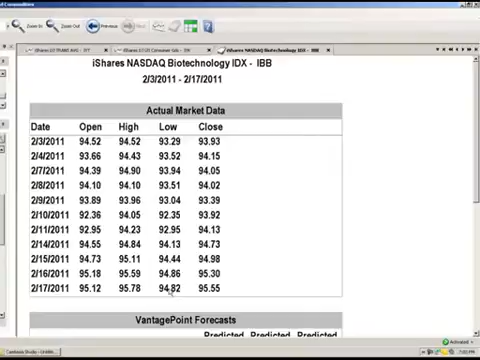 Zoom In Zoom Out Previous Next
iShares NASDAQ Biotechnology IDX - IBB
iShares NASDAQ Biotechnology IDX - IBB
2/3/2011 - 2/17/2011
Actual Market Data
Date Open High Low Close
2/3/2011 94.52 94.52 93.29 93.93
2/4/2011 93.66 94.43 93.52 94.15
2/7/2011 94.39 94.90 93.94 94.05
2/8/2011 94.10 94.10 93.51 94.02
2/9/2011 93.89 93.96 93.04 93.39
2/10/2011 92.36 94.05 92.35 93.92
2/11/2011 92.95 94.23 92.95 94.13
2/14/2011 94.55 94.84 94.13 94.73
2/15/2011 94.73 95.11 94.44 94.98
2/16/2011 95.18 95.59 94.86 95.30
2/17/2011 95.12 95.78 94.82 95.55
VantagePoint Forecasts
Predicted Predicted Predicted
Activated